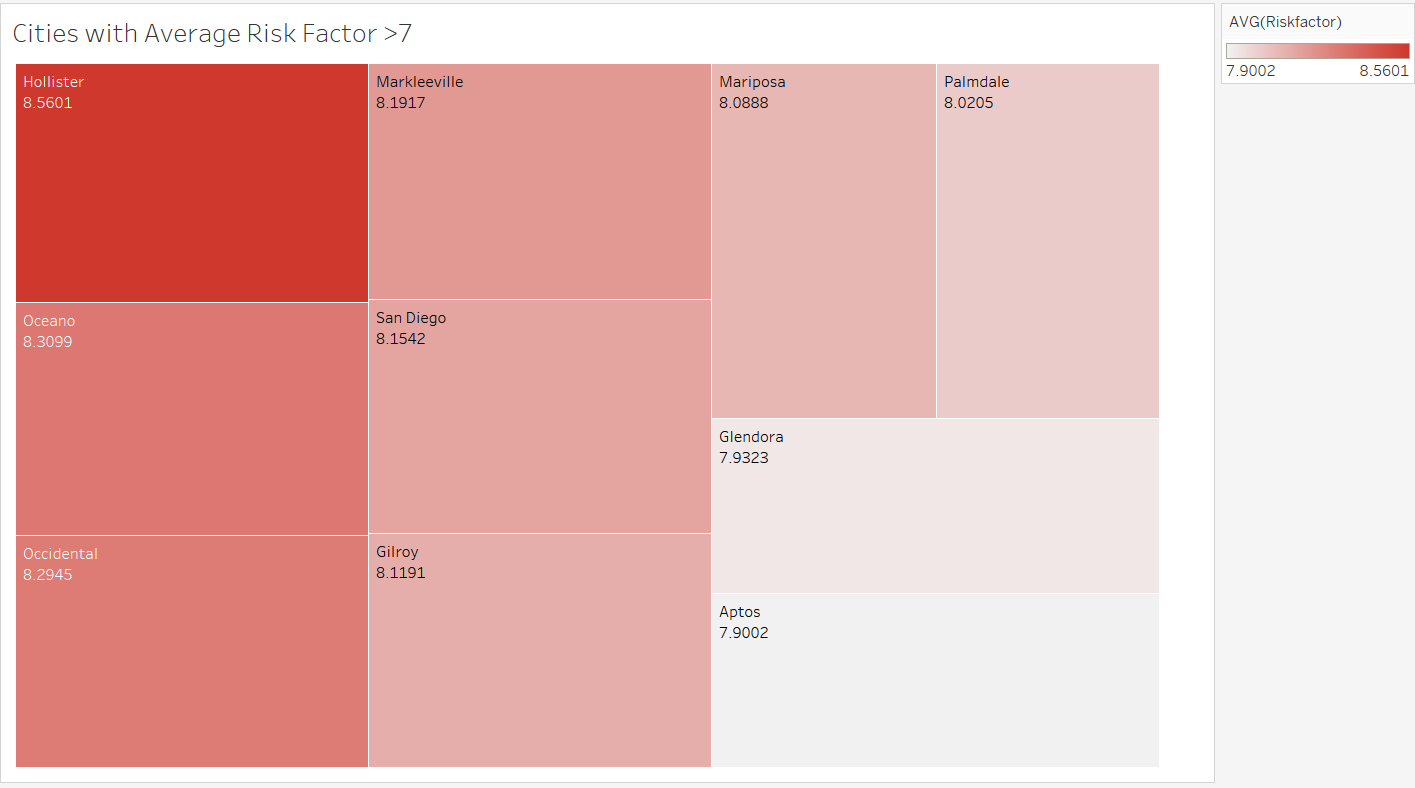 Cities with Average Risk Factor >7
Hollister
8.5601
Oceano
8.3099
Occidental
8.2945
Markleeville
8.1917
San Diego
8.1542
Gilroy
8.1191
Mariposa
8.0888
Palmdale
8.0205
Glendora
7.9323
Aptos
7.9002
AVG(Riskfactor)
7.9002 8.5601